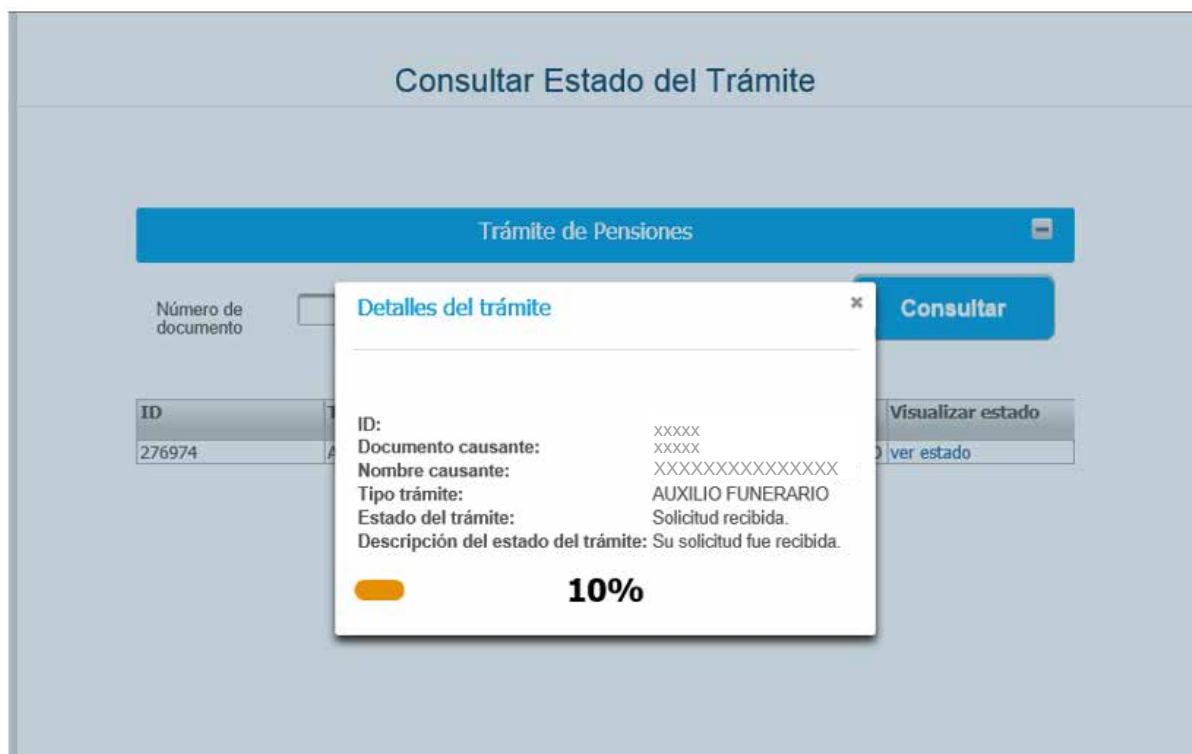 Consultar Estado del Trámite
Trámite de Pensiones
Número de
documento
Consultar
Detalles del trámite
ID: xxxxx
Documento causante: xxxxx
Nombre causante: XXXXXXXXXXXXXXX
Tipo trámite: AUXILIO FUNERARIO
Estado del trámite: Solicitud recibida.
Descripción del estado del trámite: Su solicitud fue recibida.
10%
ID Visualizar estado
276974 ver estado